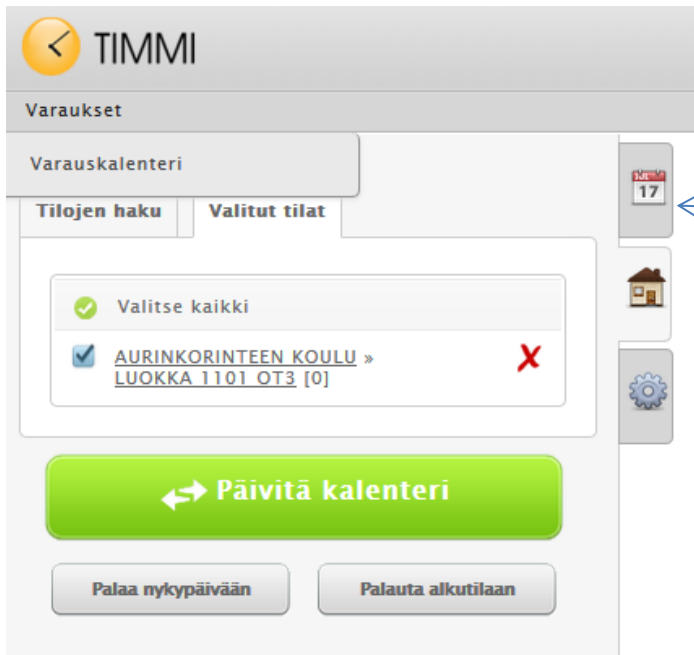 TIMMI
Varaukset
Varauskalenteri
Tilojen haku Valitut tilat
17
Valitse kaikki
AURINKORINTEEN KOULU »
LUOKKA 1101 OT3 [0]
Päivitä kalenteri
Palaa nykypäivään Palauta alkutilaan